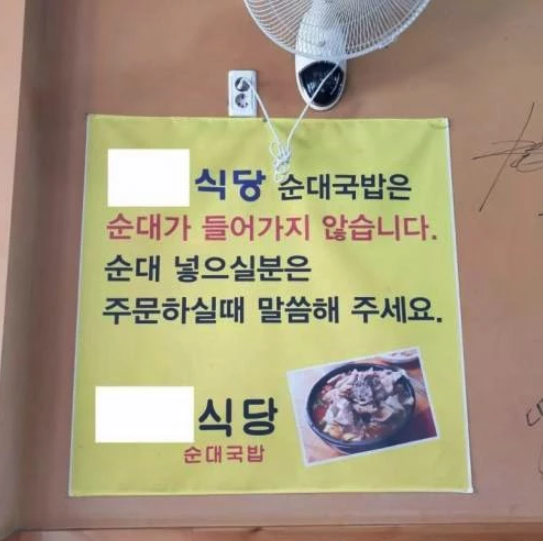 식당 순대국밥은
순대가 들어가지 않습니다.
순대 넣으실분은
주문하실때 말씀해 주세요.
식당
순대국밥